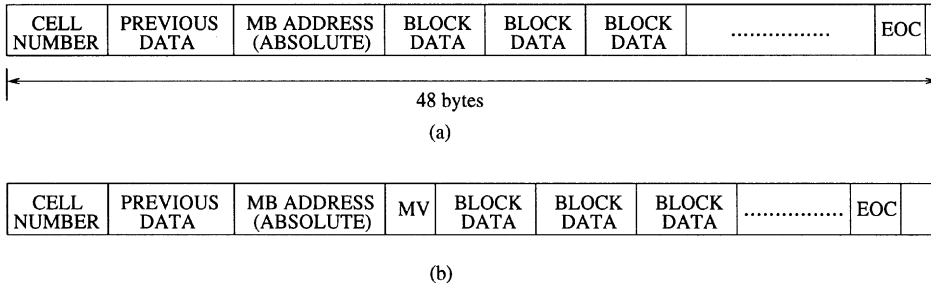 CELL NUMBER PREVIOUS DATA MB ADDRESS (ABSOLUTE) BLOCK DATA BLOCK DATA BLOCK DATA ................ EOC
48 bytes
(a)
CELL NUMBER PREVIOUS DATA MB ADDRESS (ABSOLUTE) MV BLOCK DATA BLOCK DATA BLOCK DATA ................ EOC
(b)